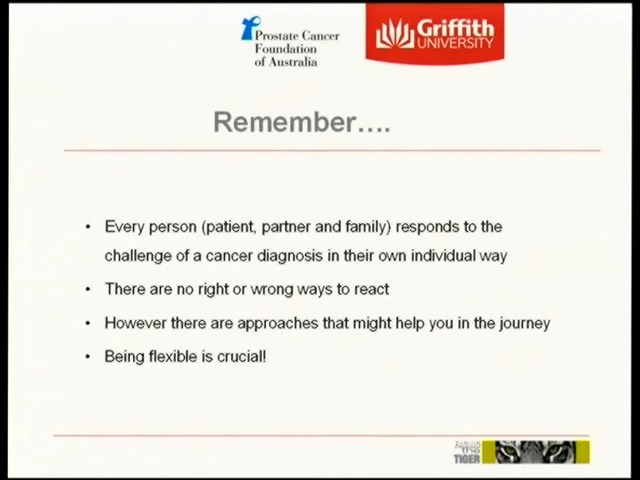 Prostate Cancer
Foundation
of Australia
Griffith
UNIVERSITY
Remember….
• Every person (patient, partner and family) responds to the
challenge of a cancer diagnosis in their own individual way
• There are no right or wrong ways to react
• However there are approaches that might help you in the journey
• Being flexible is crucial!
FACING
THE
TIGER